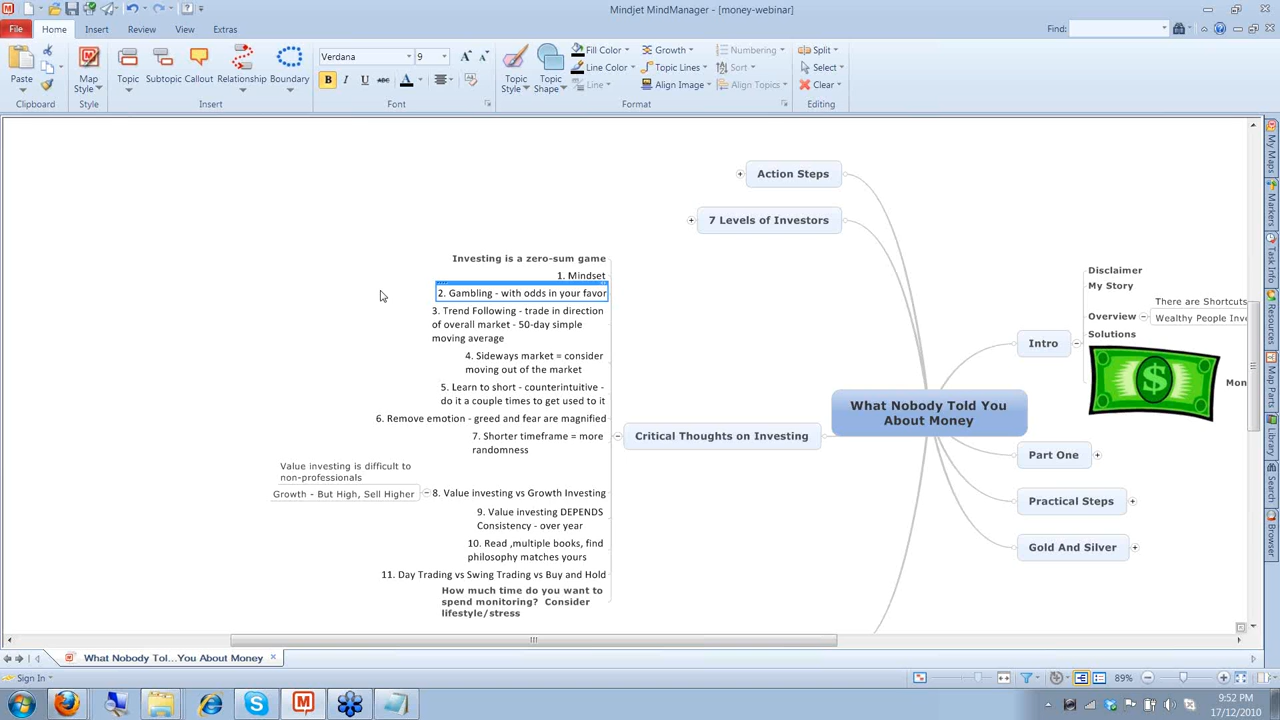 Mindjet MindManager - [money-webinar]
File
Home
Insert
Review
View
Extras
Find:
Paste
Map Style
Topic
Subtopic
Callout
Relationship
Boundary
Verdana
9
Topic Style
Topic Shape
Fill Color
Line Color
Line
Growth
Topic Lines
Align Image
Numbering
Sort
Align Topics
Split
Select
Clear
Clipboard
Style
Insert
Font
Format
Editing
Action Steps
7 Levels of Investors
Investing is a zero-sum game
1. Mindset
2. Gambling - with odds in your favor
3. Trend Following - trade in direction
of overall market - 50-day simple
moving average
4. Sideways market = consider
moving out of the market
5. Learn to short - counterintuitive -
do it a couple times to get used to it
6. Remove emotion - greed and fear are magnified
7. Shorter timeframe = more
randomness
Value investing is difficult to
non-professionals
Growth - But High, Sell Higher
8. Value investing vs Growth Investing
9. Value investing DEPENDS
Consistency - over year
10. Read ,multiple books, find
philosophy matches yours
11. Day Trading vs Swing Trading vs Buy and Hold
How much time do you want to
spend monitoring? Consider
lifestyle/stress
Critical Thoughts on Investing
What Nobody Told You
About Money
Disclaimer
My Story
There are Shortcuts
Overview
Wealthy People Inv
Solutions
Intro
Mon
Part One
Practical Steps
Gold And Silver
My Maps
Markers
Task Info
Resources
Map Parts
Library
Search
Browser
What Nobody Tol...You About Money
Sign In
89%
9:52 PM
17/12/2010